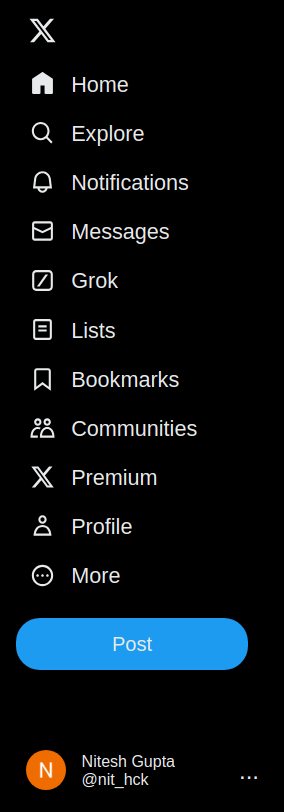 Home
Explore
Notifications
Messages
Grok
Lists
Bookmarks
Communities
Premium
Profile
More
Post
N
Nitesh Gupta
@nit_hck
...